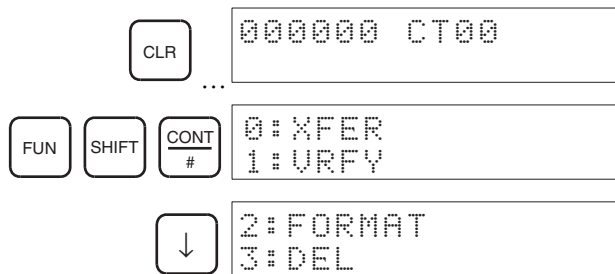 CLR
...
000000 CT00
FUN SHIFT CONT
#
0:XFER
1:VRFY
↓
2:FORMAT
3:DEL